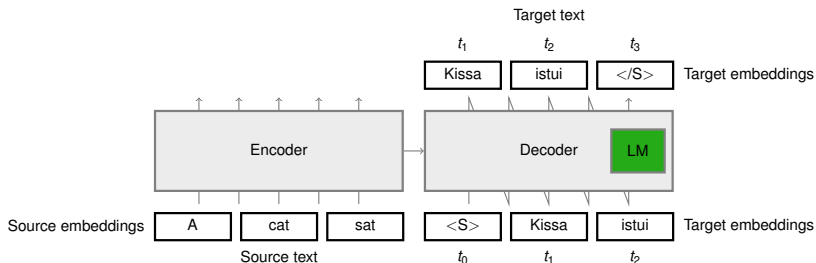 Target text
t1 t2 t3
Kissa istui </S> Target embeddings
Encoder Decoder LM
Source embeddings A cat sat <S> Kissa istui Target embeddings
Source text t0 t1 t2